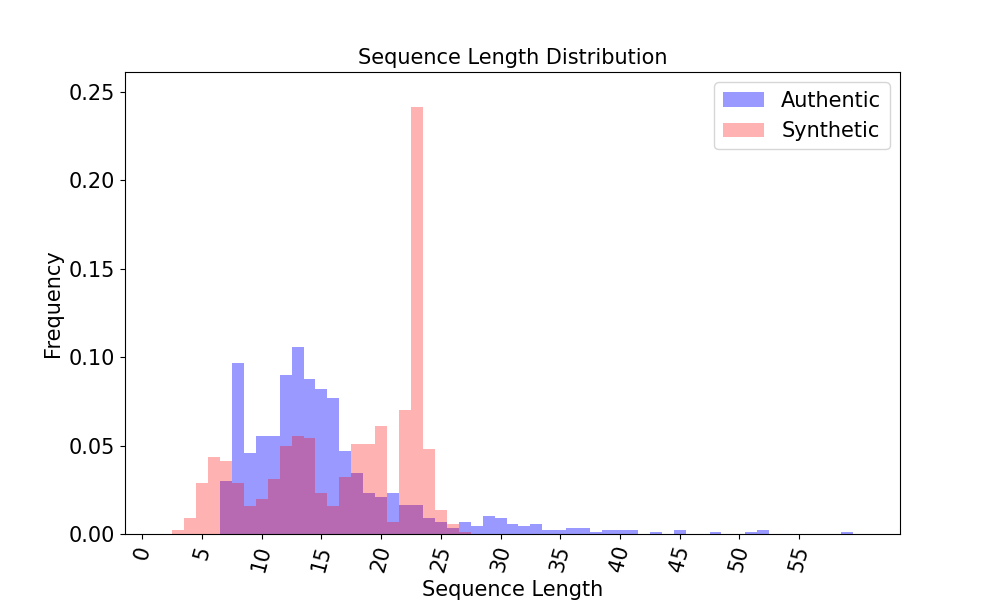 Sequence Length Distribution
Authentic
Synthetic
Frequency
0.25
0.20
0.15
0.10
0.05
0.00
0 5 10 15 20 25 30 35 40 45 50 55
Sequence Length